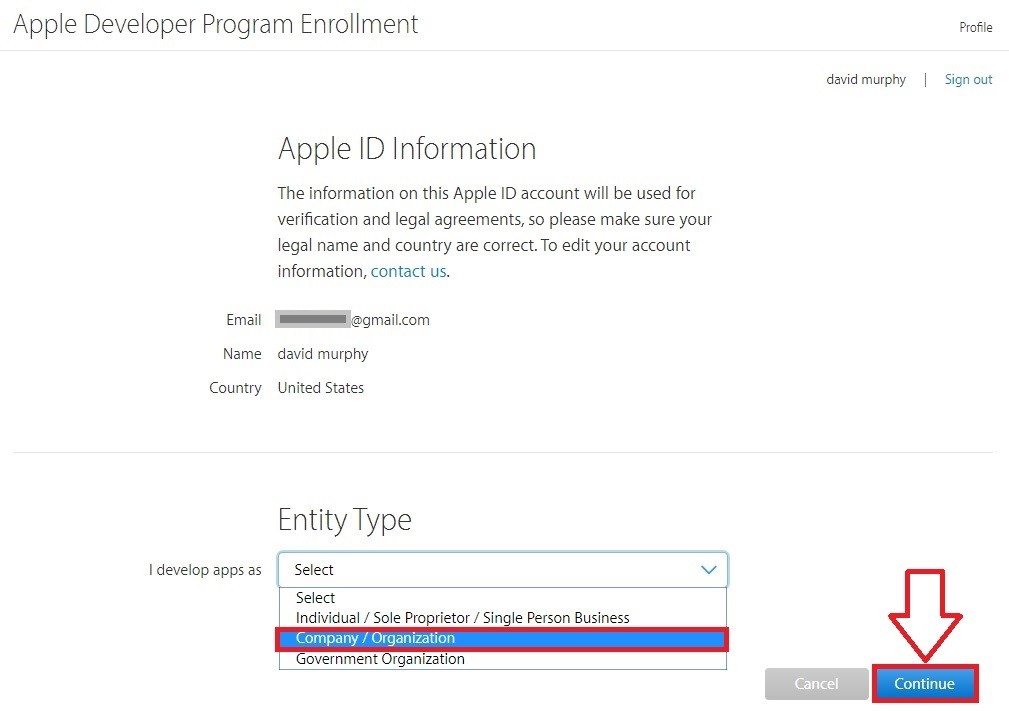 Apple Developer Program Enrollment
Profile
david murphy | Sign out
Apple ID Information
The information on this Apple ID account will be used for
verification and legal agreements, so please make sure your
legal name and country are correct. To edit your account
information, contact us.
Email @gmail.com
Name david murphy
Country United States
Entity Type
I develop apps as Select
Select
Individual / Sole Proprietor / Single Person Business
Company / Organization
Government Organization
Cancel Continue